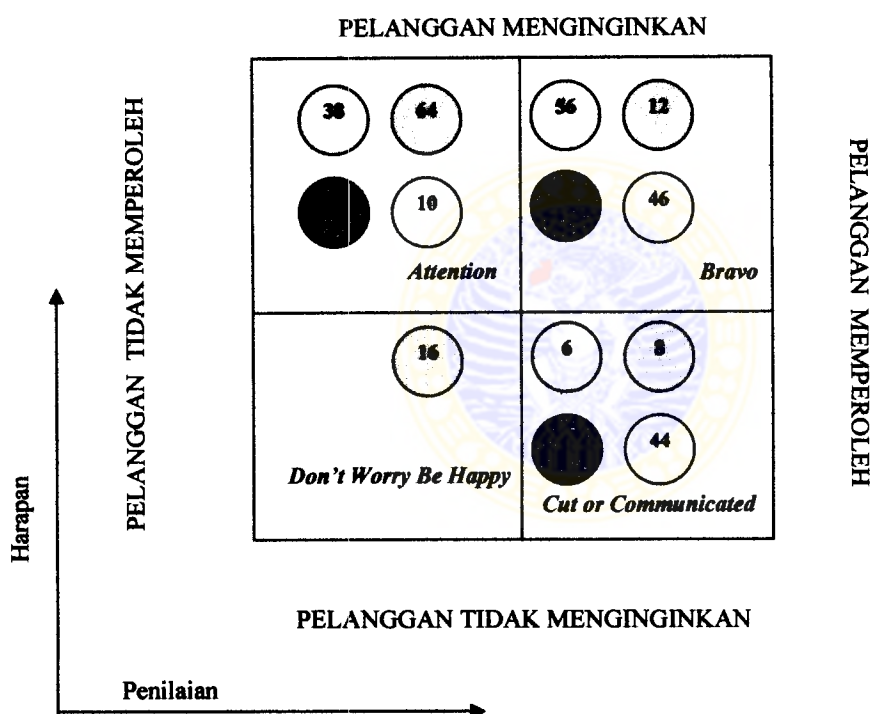 PELANGGAN MENGINGINKAN
PELANGGAN TIDAK MEMPEROLEH
PELANGGAN MEMPEROLEH
38 64
56 12
10
46
Attention
Bravo
16
6 8
44
Don't Worry Be Happy
Cut or Communicated
Harapan
PELANGGAN TIDAK MENGINGINKAN
Penilaian